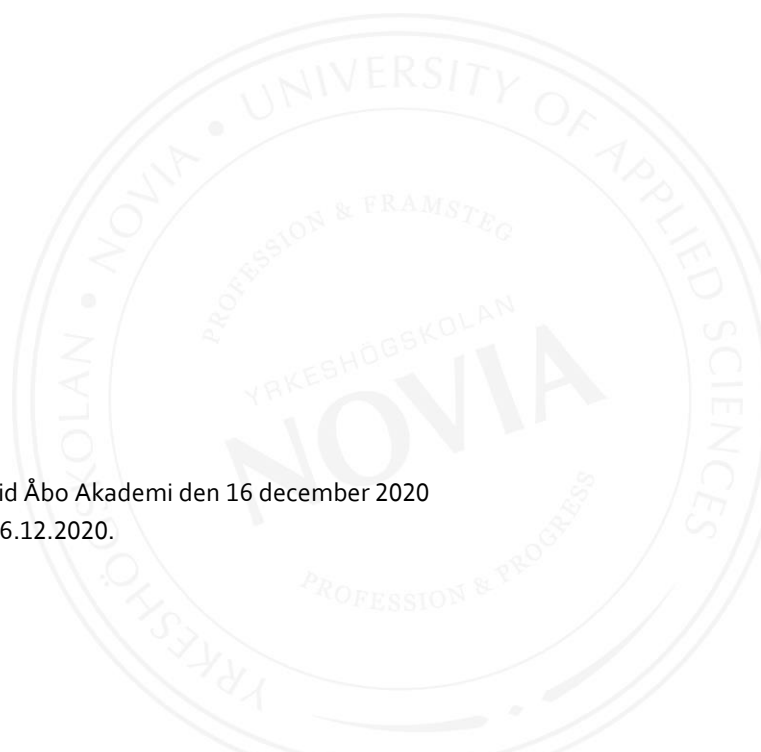 • UNIVERSITY OF APPLIED SCIENCES
YRKESHÖGSKOLAN • NOVIA
PROFESSION & FRAMSTEG
YRKESHÖGSKOLAN
NOVIA
id Åbo Akademi den 16 december 2020
6.12.2020.
PROFESSION & PROGRESS